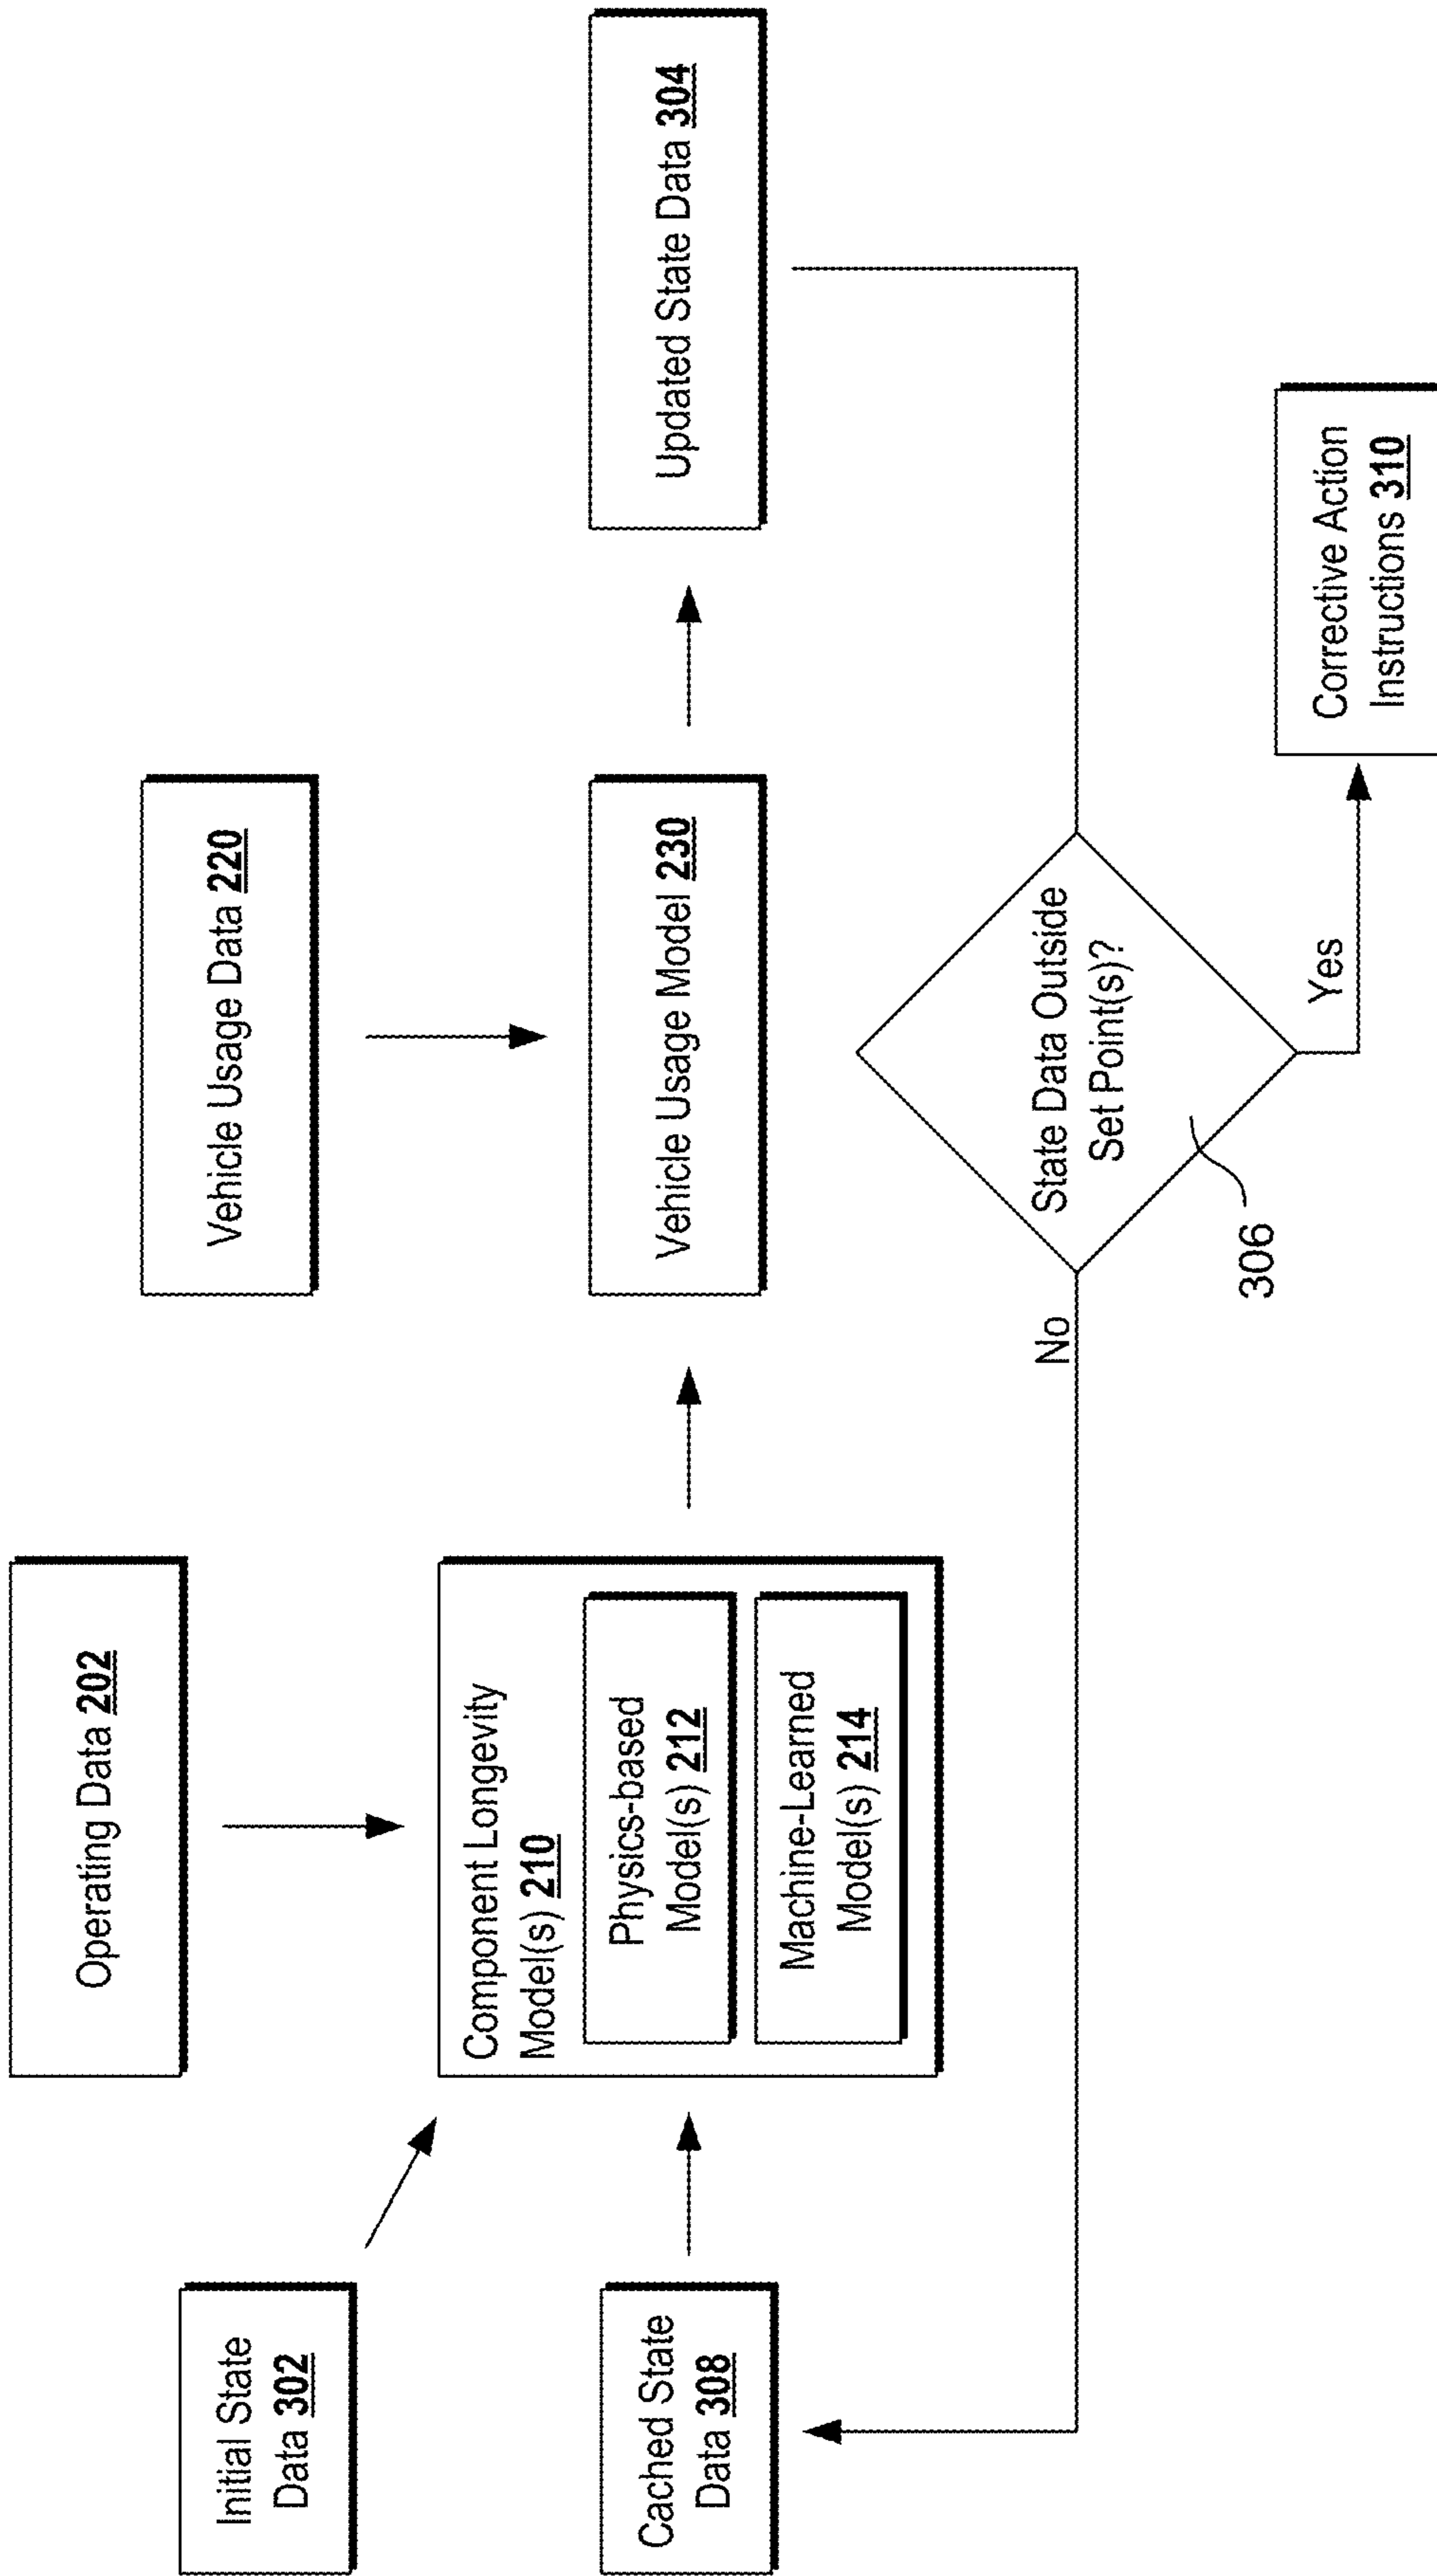 Operating Data 202
Vehicle Usage Data 220
Initial State
Data 302
Component Longevity
Model(s) 210
Physics-based
Model(s) 212
Machine-Learned
Model(s) 214
Vehicle Usage Model 230
Updated State Data 304
Cached State
Data 308
State Data Outside
Set Point(s)?
No
Yes
306
Corrective Action
Instructions 310